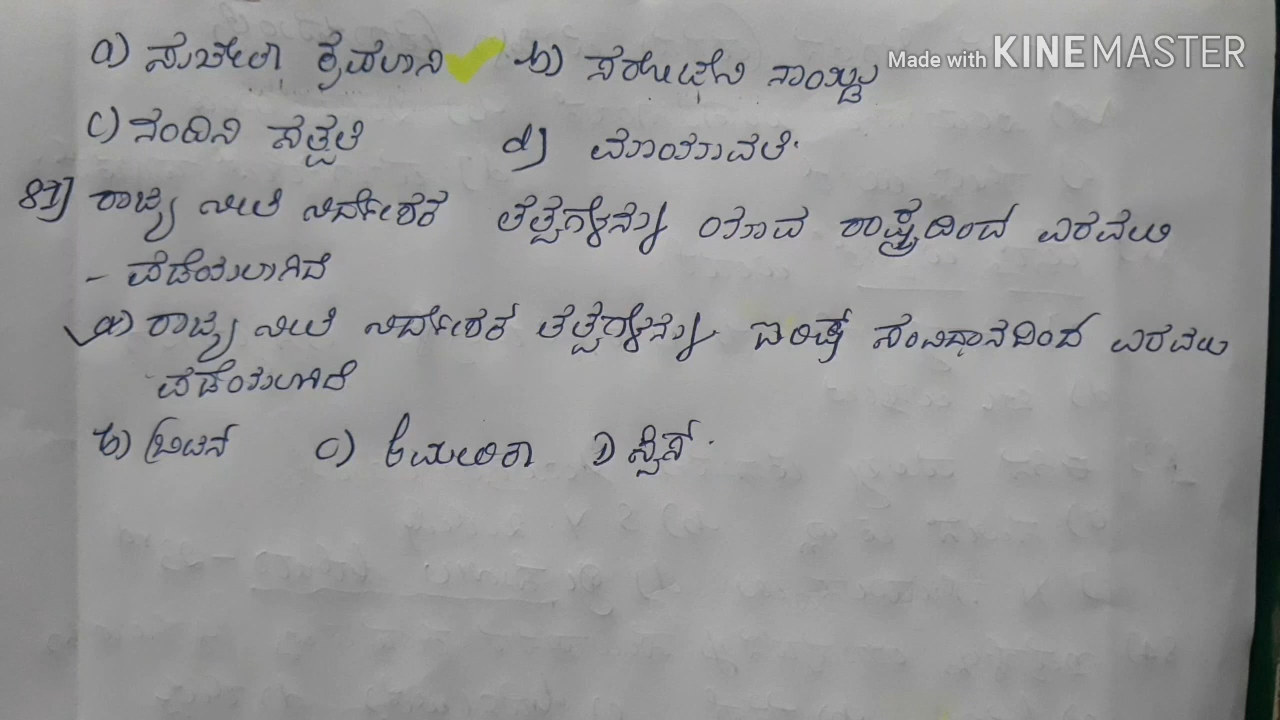 Made with KINEMASTER
a) ಸುಚೇತಾ ಕೃಪಲಾನಿ b) ಸರೋಜಿನಿ ನಾಯ್ಡು
c) ನಂದಿನಿ ಸತ್ಪತಿ d) ಮಾಯಾವತಿ.
87] ರಾಜ್ಯ ನೀತಿ ನಿರ್ದೇಶಕ ತತ್ವಗಳನ್ನು ಯಾವ ರಾಷ್ಟ್ರದಿಂದ ಎರವಲು
- ಪಡೆಯಲಾಗಿದೆ
a) ರಾಜ್ಯ ನೀತಿ ನಿರ್ದೇಶಕ ತತ್ವಗಳನ್ನು ಐರಿಷ್ ಸಂವಿಧಾನದಿಂದ ಎರವಲು
ಪಡೆಯಲಾಗಿದೆ
b) ಬ್ರಿಟನ್ c) ಅಮೇರಿಕಾ D) ಸ್ವಿಸ್.